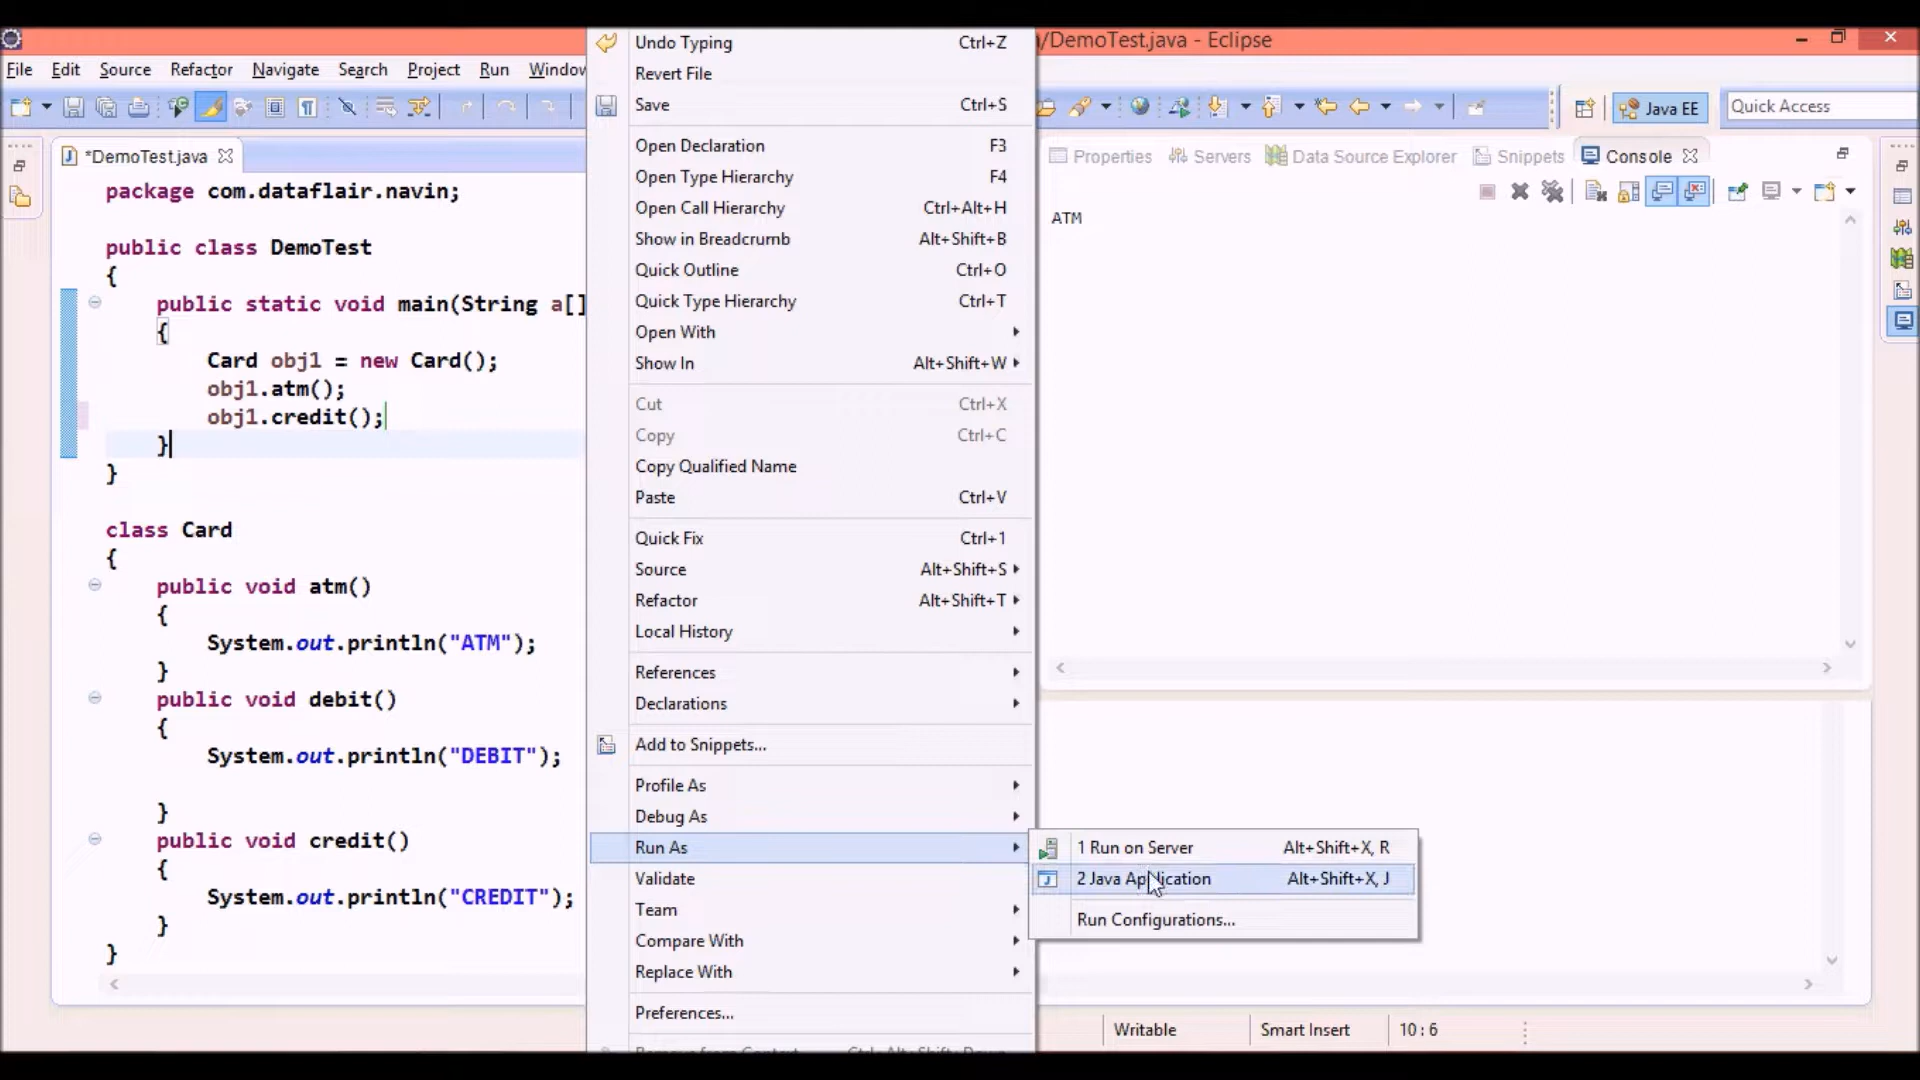 /DemoTest.java - Eclipse
File Edit Source Refactor Navigate Search Project Run Window
Java EE
Quick Access
*DemoTest.java
package com.dataflair.navin;
public class DemoTest
{
public static void main(String a[]
{
Card obj1 = new Card();
obj1.atm();
obj1.credit();
}
}
class Card
{
public void atm()
{
System.out.println("ATM");
}
public void debit()
{
System.out.println("DEBIT");
}
public void credit()
{
System.out.println("CREDIT");
}
}
Undo Typing Ctrl+Z
Revert File
Save Ctrl+S
Open Declaration F3
Open Type Hierarchy F4
Open Call Hierarchy Ctrl+Alt+H
Show in Breadcrumb Alt+Shift+B
Quick Outline Ctrl+O
Quick Type Hierarchy Ctrl+T
Open With
Show In Alt+Shift+W
Cut Ctrl+X
Copy Ctrl+C
Copy Qualified Name
Paste Ctrl+V
Quick Fix Ctrl+1
Source Alt+Shift+S
Refactor Alt+Shift+T
Local History
References
Declarations
Add to Snippets...
Profile As
Debug As
Run As
Validate
Team
Compare With
Replace With
Preferences...
1 Run on Server Alt+Shift+X, R
2 Java Application Alt+Shift+X, J
Run Configurations...
Properties Servers Data Source Explorer Snippets Console
ATM
Writable Smart Insert 10 : 6